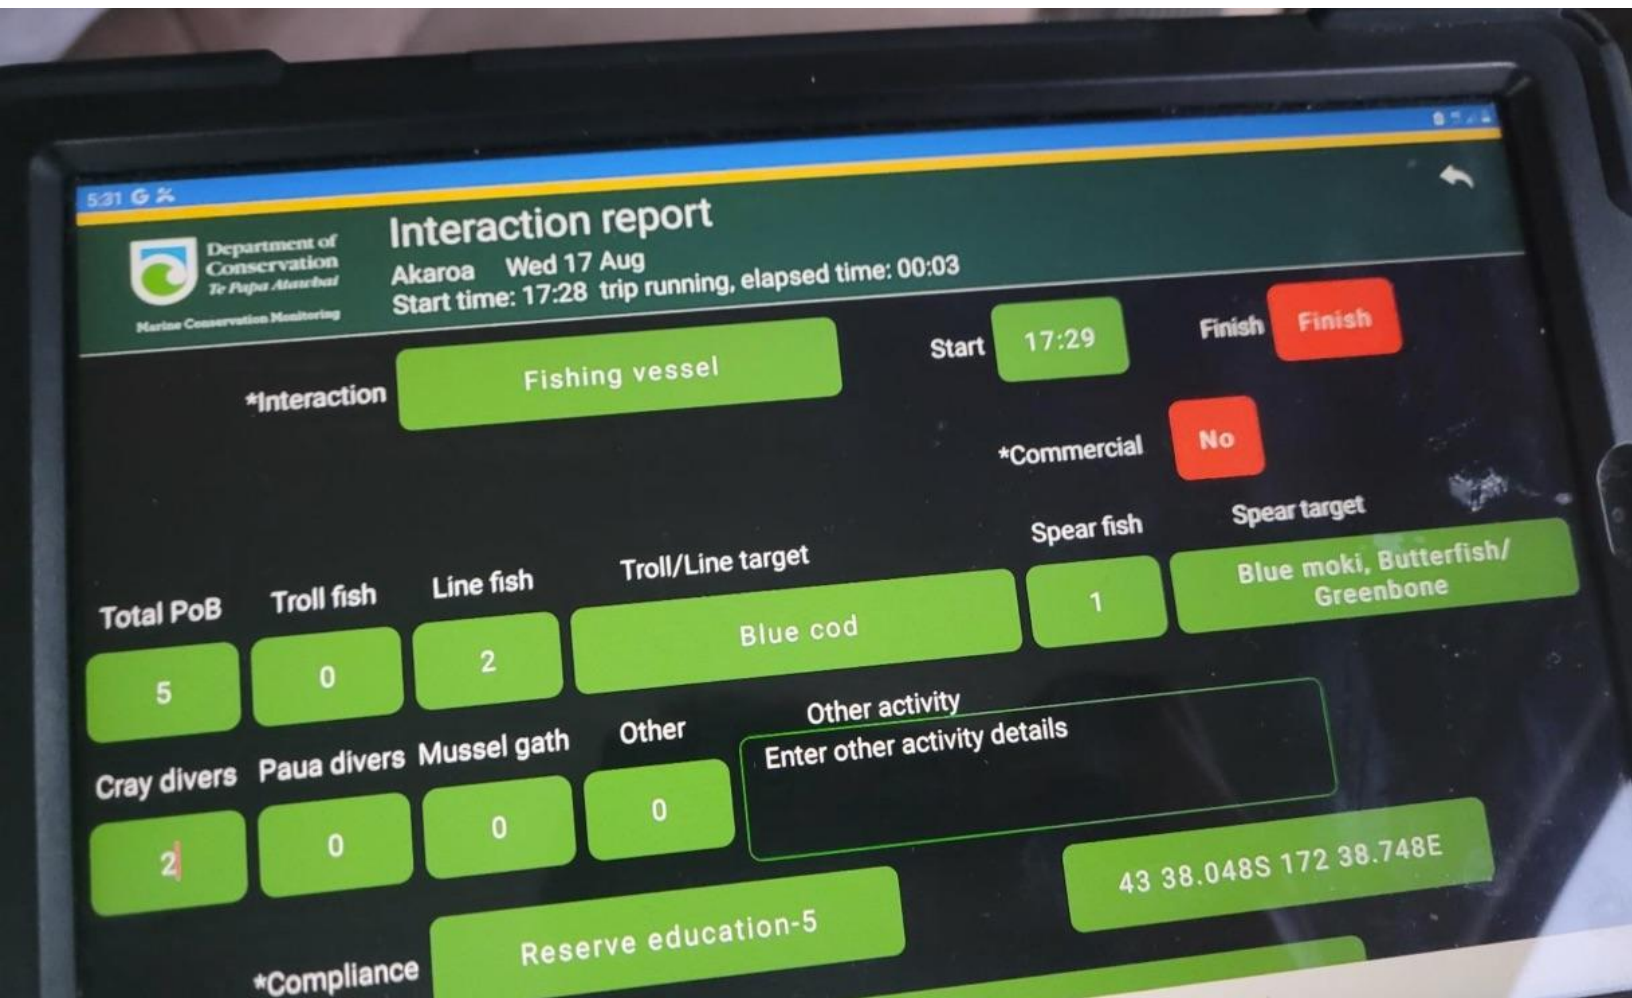 5:31 G
Department of
Conservation
Te Papa Atawhai
Marine Conservation Monitoring
Interaction report
Akaroa Wed 17 Aug
Start time: 17:28 trip running, elapsed time: 00:03
*Interaction
Fishing vessel
Start
17:29
Finish
Finish
*Commercial
No
Total PoB
Troll fish
Line fish
Troll/Line target
Spear fish
Spear target
5
0
2
Blue cod
1
Blue moki, Butterfish/
Greenbone
Cray divers
Paua divers
Mussel gath
Other
Other activity
2
0
0
0
Enter other activity details
43 38.048S 172 38.748E
*Compliance
Reserve education-5